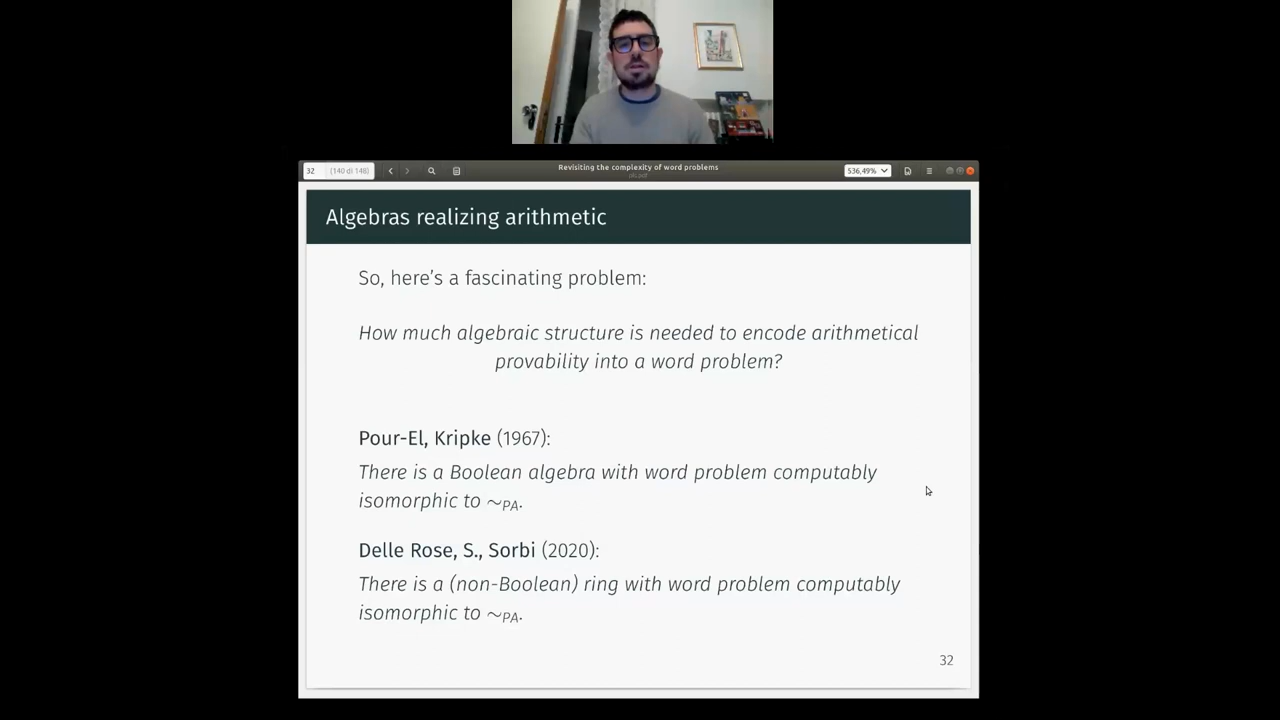 32 (140 di 148)
Revisiting the complexity of word problems
536,49%
Algebras realizing arithmetic
So, here's a fascinating problem:
How much algebraic structure is needed to encode arithmetical
provability into a word problem?
Pour-El, Kripke (1967):
There is a Boolean algebra with word problem computably
isomorphic to ∼PA.
Delle Rose, S., Sorbi (2020):
There is a (non-Boolean) ring with word problem computably
isomorphic to ∼PA.
32